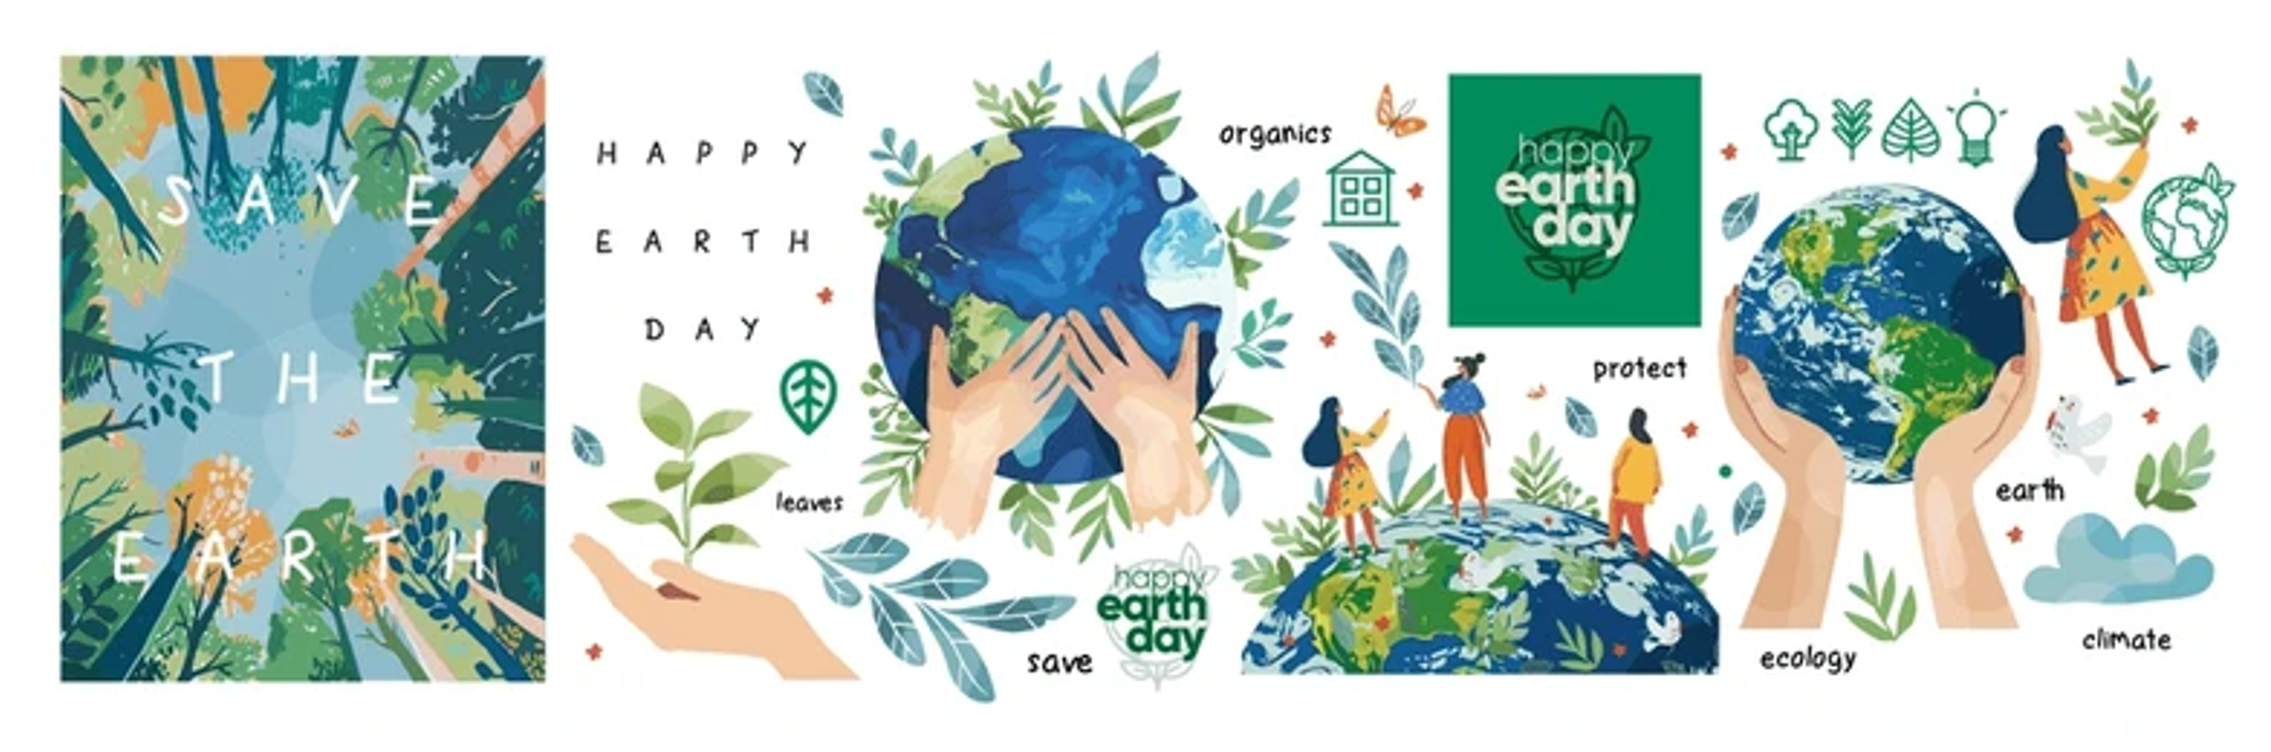 SAVE
THE
EARTH
HAPPY
EARTH
DAY
leaves
save
happy
earth
day
organics
happy
earth
day
protect
earth
ecology
climate